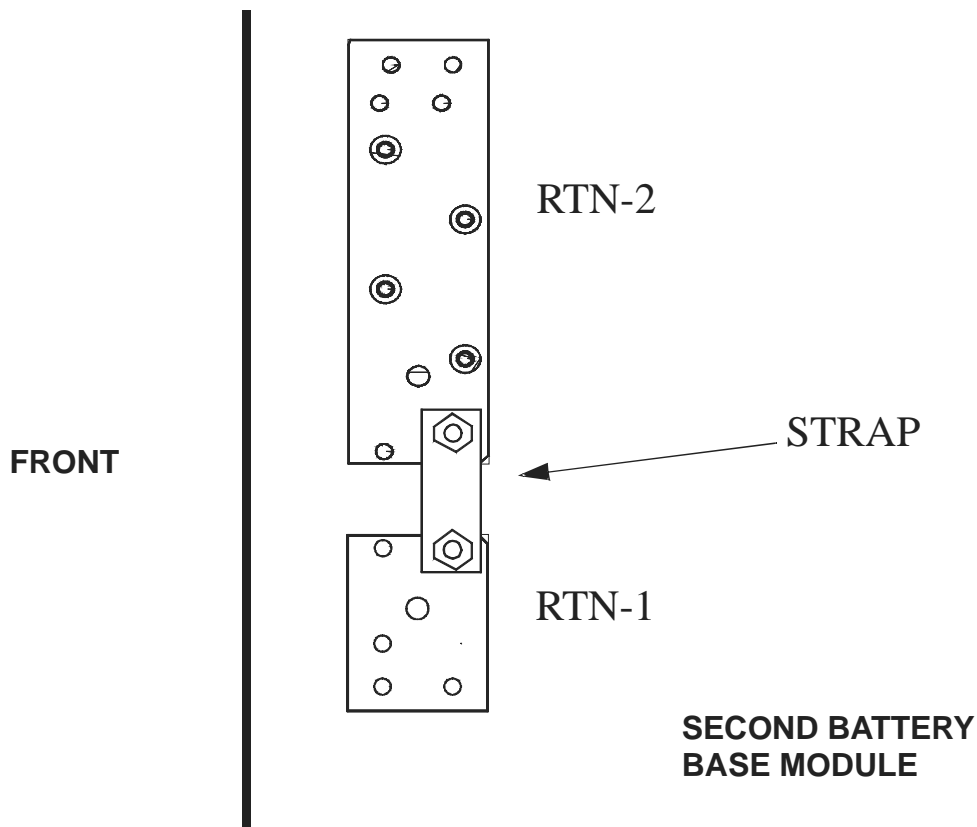 RTN-2
STRAP
FRONT
RTN-1
SECOND BATTERY
BASE MODULE